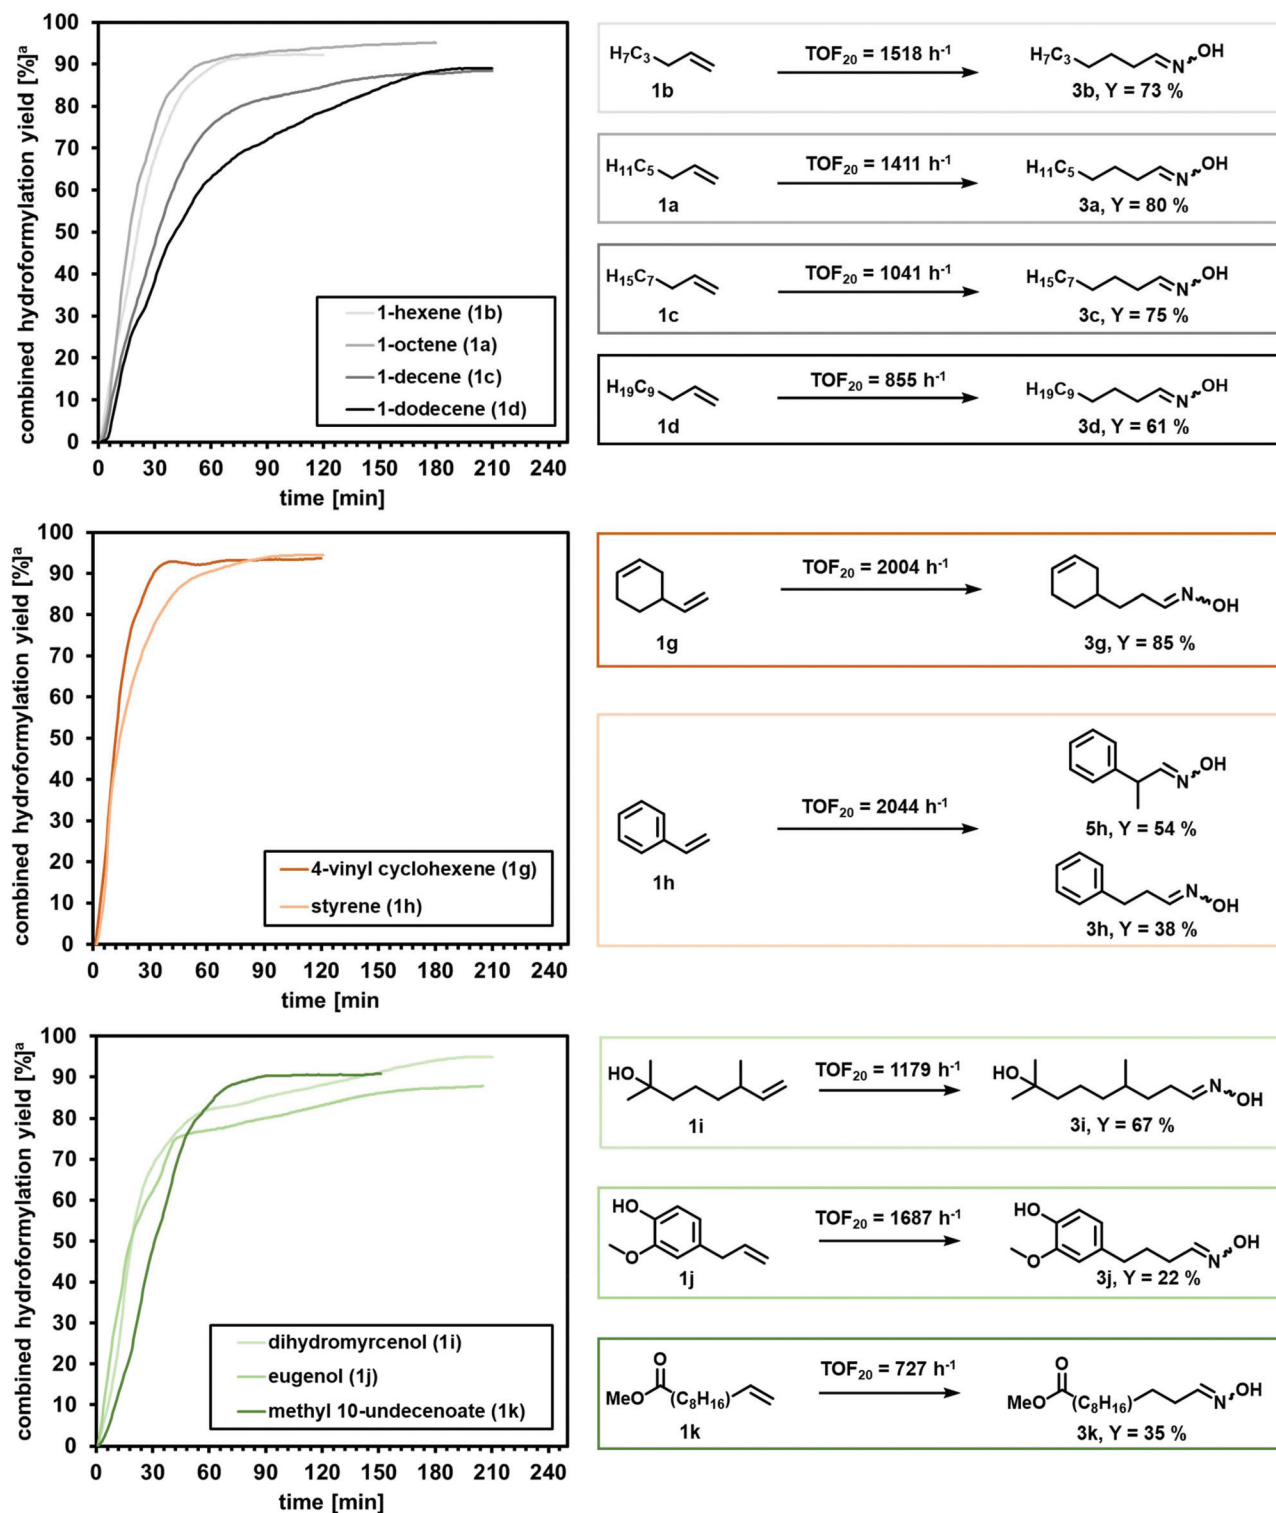 combined hydroformylation yield [%]ᵃ
100
90
80
70
60
50
40
30
20
10
0
0 30 60 90 120 150 180 210 240
time [min]
1-hexene (1b)
1-octene (1a)
1-decene (1c)
1-dodecene (1d)
H₇C₃
1b
TOF₂₀ = 1518 h⁻¹
H₇C₃
N
OH
3b, Y = 73 %
H₁₁C₅
1a
TOF₂₀ = 1411 h⁻¹
H₁₁C₅
N
OH
3a, Y = 80 %
H₁₅C₇
1c
TOF₂₀ = 1041 h⁻¹
H₁₅C₇
N
OH
3c, Y = 75 %
H₁₉C₉
1d
TOF₂₀ = 855 h⁻¹
H₁₉C₉
N
OH
3d, Y = 61 %
combined hydroformylation yield [%]ᵃ
100
90
80
70
60
50
40
30
20
10
0
0 30 60 90 120 150 180 210 240
time [min
4-vinyl cyclohexene (1g)
styrene (1h)
1g
TOF₂₀ = 2004 h⁻¹
N
OH
3g, Y = 85 %
1h
TOF₂₀ = 2044 h⁻¹
N
OH
5h, Y = 54 %
N
OH
3h, Y = 38 %
combined hydroformylation yield [%]ᵃ
100
90
80
70
60
50
40
30
20
10
0
0 30 60 90 120 150 180 210 240
time [min]
dihydromyrcenol (1i)
eugenol (1j)
methyl 10-undecenoate (1k)
HO
1i
TOF₂₀ = 1179 h⁻¹
HO
N
OH
3i, Y = 67 %
HO
O
1j
TOF₂₀ = 1687 h⁻¹
HO
O
N
OH
3j, Y = 22 %
O
MeO
(C₈H₁₆)
1k
TOF₂₀ = 727 h⁻¹
O
MeO
(C₈H₁₆)
N
OH
3k, Y = 35 %